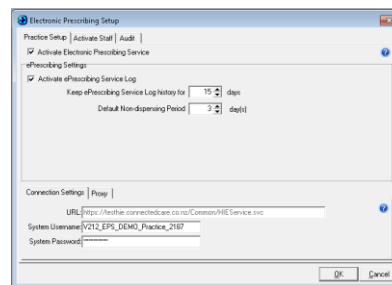 Electronic Prescribing Setup
Practice Setup Activate Staff Audit
Activate Electronic Prescribing Service
ePrescribing Settings
Activate ePrescribing Service Log
Keep ePrescribing Service Log history for 15 days
Default Non-dispensing Period 3 day(s)
Connection Settings Proxy
URL: https://testhie.connectedcare.co.nz/Common/HIEService.svc
System Username: V212_EPS_DEMO_Practice_2187
System Password:
OK Cancel